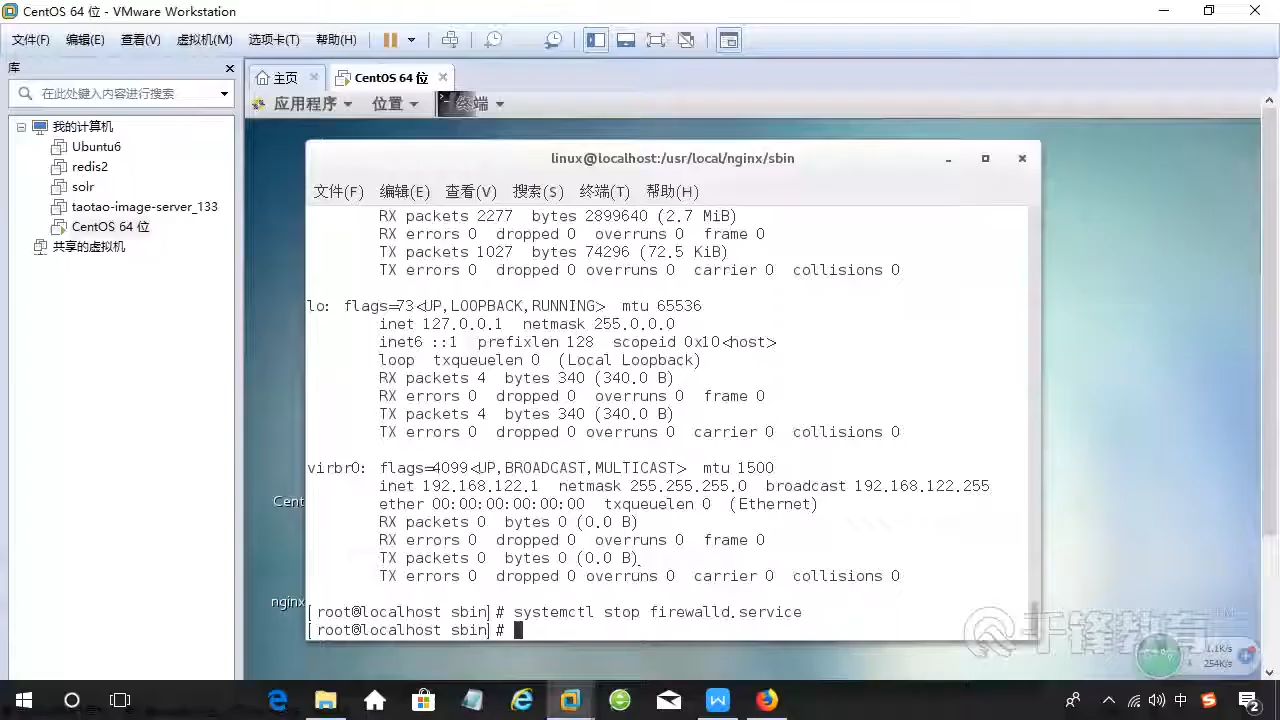 CentOS 64 位 - VMware Workstation
文件(F) 编辑(E) 查看(V) 虚拟机(M) 选项卡(T) 帮助(H)
库
主页
CentOS 64 位
在此处键入内容进行搜索
应用程序 位置 终端
我的计算机
Ubuntu6
redis2
solr
taotao-image-server_133
CentOS 64 位
共享的虚拟机
linux@localhost:/usr/local/nginx/sbin
文件(F) 编辑(E) 查看(V) 搜索(S) 终端(T) 帮助(H)
RX packets 2277 bytes 2899640 (2.7 MiB)
RX errors 0 dropped 0 overruns 0 frame 0
TX packets 1027 bytes 74296 (72.5 KiB)
TX errors 0 dropped 0 overruns 0 carrier 0 collisions 0
lo: flags=73<UP,LOOPBACK,RUNNING> mtu 65536
inet 127.0.0.1 netmask 255.0.0.0
inet6 ::1 prefixlen 128 scopeid 0x10<host>
loop txqueuelen 0 (Local Loopback)
RX packets 4 bytes 340 (340.0 B)
RX errors 0 dropped 0 overruns 0 frame 0
TX packets 4 bytes 340 (340.0 B)
TX errors 0 dropped 0 overruns 0 carrier 0 collisions 0
virbr0: flags=4099<UP,BROADCAST,MULTICAST> mtu 1500
inet 192.168.122.1 netmask 255.255.255.0 broadcast 192.168.122.255
ether 00:00:00:00:00:00 txqueuelen 0 (Ethernet)
RX packets 0 bytes 0 (0.0 B)
RX errors 0 dropped 0 overruns 0 frame 0
TX packets 0 bytes 0 (0.0 B)
TX errors 0 dropped 0 overruns 0 carrier 0 collisions 0
[root@localhost sbin]# systemctl stop firewalld.service
[root@localhost sbin]#
Cent
nginx
千锋教育
1.1K/s
254K/s
中
2